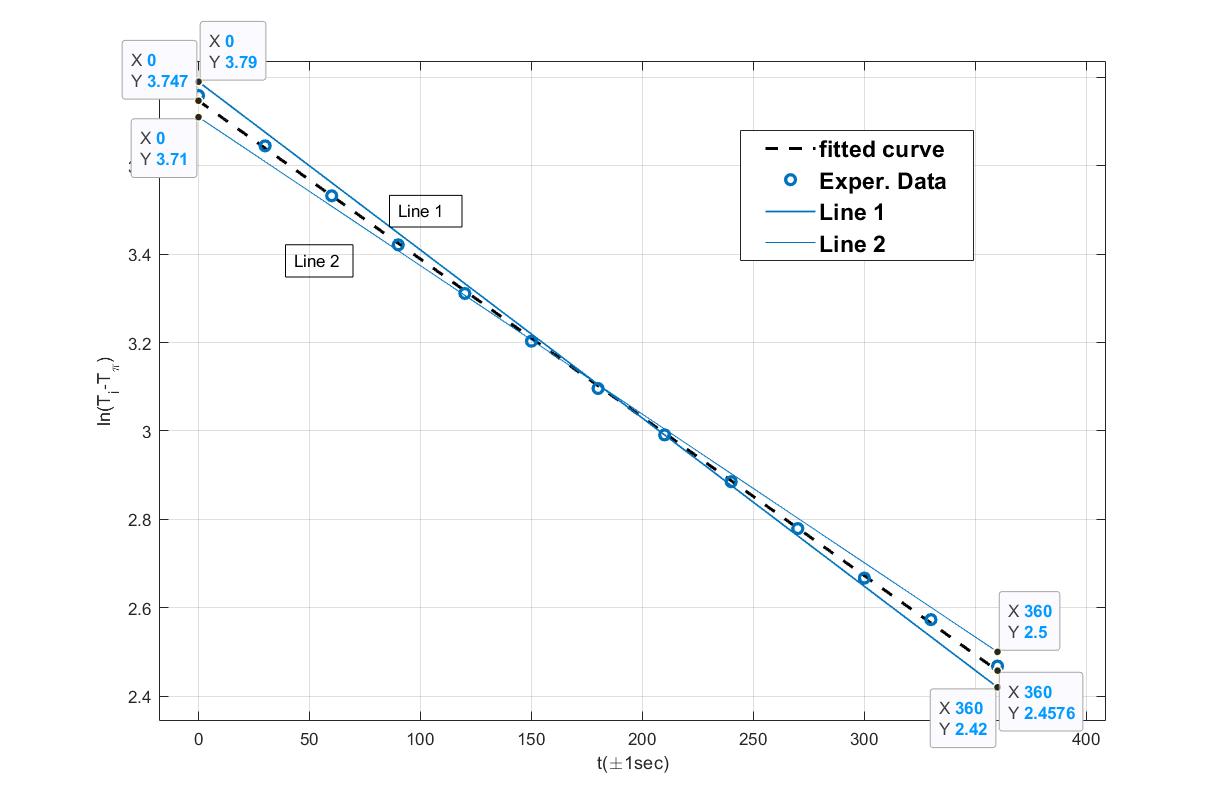 X 0
Y 3.79
X 0
Y 3.747
X 0
Y 3.71
fitted curve
Exper. Data
Line 1
Line 2
Line 1
Line 2
3.4
3.2
3
2.8
2.6
2.4
ln(T_i-T_π)
X 360
Y 2.5
X 360
Y 2.4576
X 360
Y 2.42
0 50 100 150 200 250 300 400
t(±1sec)